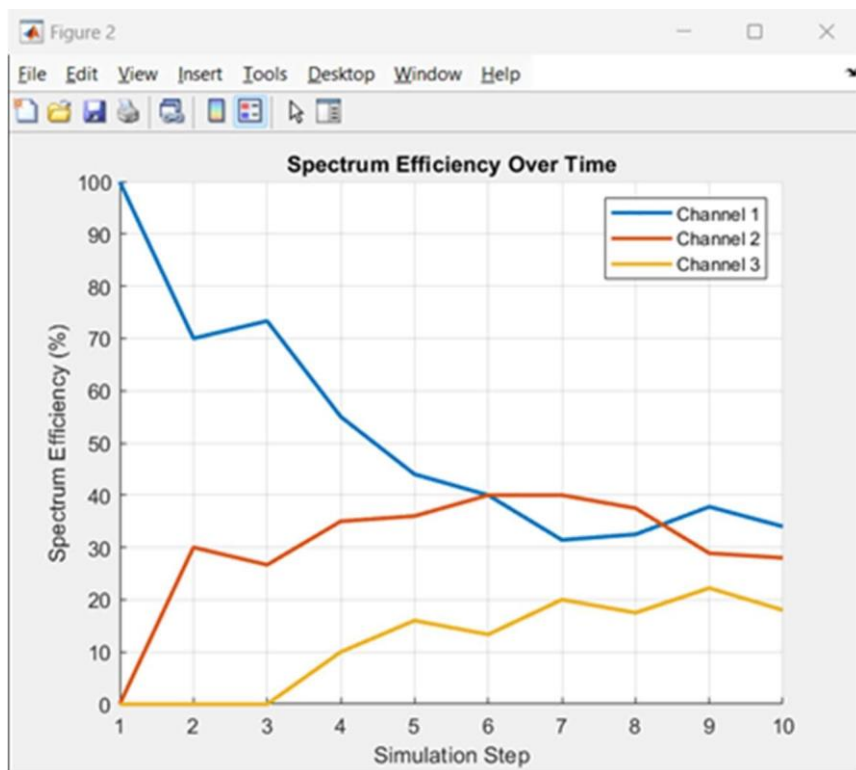 Figure 2
File Edit View Insert Tools Desktop Window Help
Spectrum Efficiency Over Time
100
90
80
70
60
50
40
30
20
10
0
Spectrum Efficiency (%)
Channel 1
Channel 2
Channel 3
1 2 3 4 5 6 7 8 9 10
Simulation Step